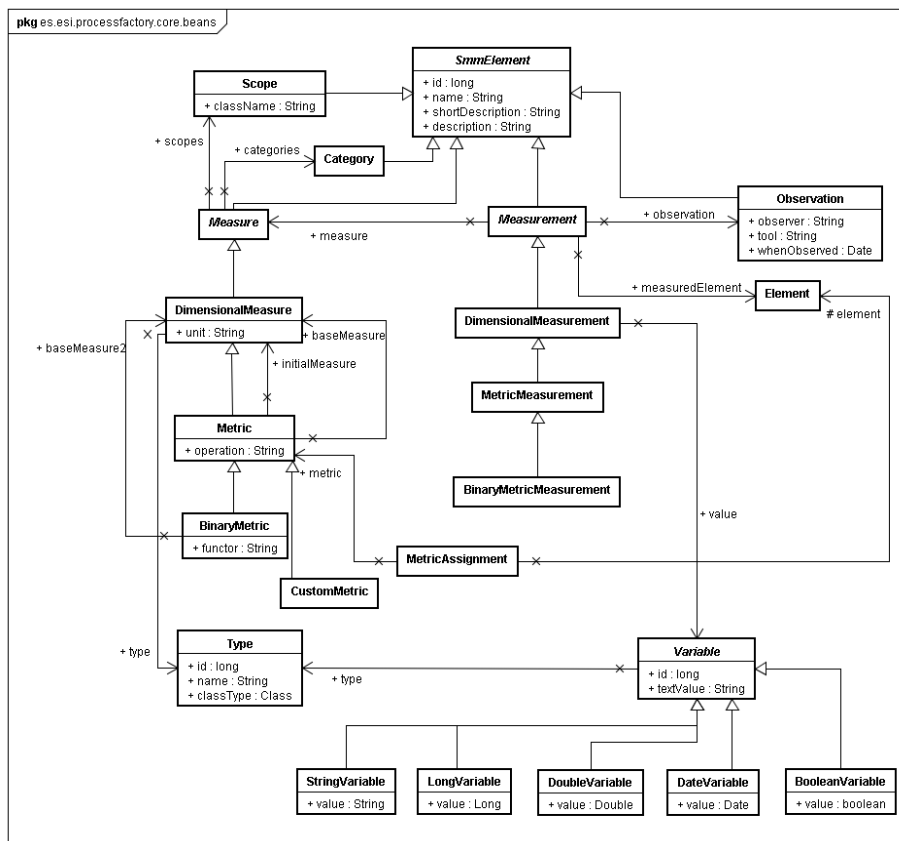 pkg es.esi.processfactory.core.beans
SmmElement
+ id : long
+ name : String
+ shortDescription : String
+ description : String
Scope
+ className : String
+ scopes
+ categories
Category
Measure
+ measure
Measurement
+ observation
Observation
+ observer : String
+ tool : String
+ whenObserved : Date
+ measuredElement
Element
# element
DimensionalMeasure
+ unit : String
+ baseMeasure
+ baseMeasure2
+ initialMeasure
DimensionalMeasurement
MetricMeasurement
Metric
+ operation : String
+ metric
BinaryMetricMeasurement
+ value
BinaryMetric
+ functor : String
MetricAssignment
CustomMetric
+ type
Type
+ id : long
+ name : String
+ classType : Class
+ type
Variable
+ id : long
+ textValue : String
StringVariable
+ value : String
LongVariable
+ value : Long
DoubleVariable
+ value : Double
DateVariable
+ value : Date
BooleanVariable
+ value : boolean